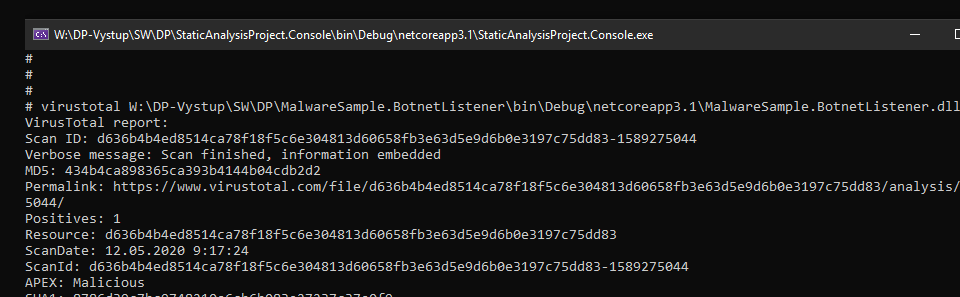 W:\DP-Vystup\SW\DP\StaticAnalysisProject.Console\bin\Debug\netcoreapp3.1\StaticAnalysisProject.Console.exe
#
#
#
# virustotal W:\DP-Vystup\SW\DP\MalwareSample.BotnetListener\bin\Debug\netcoreapp3.1\MalwareSample.BotnetListener.dll
VirusTotal report:
Scan ID: d636b4b4ed8514ca78f18f5c6e304813d60658fb3e63d5e9d6b0e3197c75dd83-1589275044
Verbose message: Scan finished, information embedded
MD5: 434b4ca898365ca393b4144b04cdb2d2
Permalink: https://www.virustotal.com/file/d636b4b4ed8514ca78f18f5c6e304813d60658fb3e63d5e9d6b0e3197c75dd83/analysis/
5044/
Positives: 1
Resource: d636b4b4ed8514ca78f18f5c6e304813d60658fb3e63d5e9d6b0e3197c75dd83
ScanDate: 12.05.2020 9:17:24
ScanId: d636b4b4ed8514ca78f18f5c6e304813d60658fb3e63d5e9d6b0e3197c75dd83-1589275044
APEX: Malicious